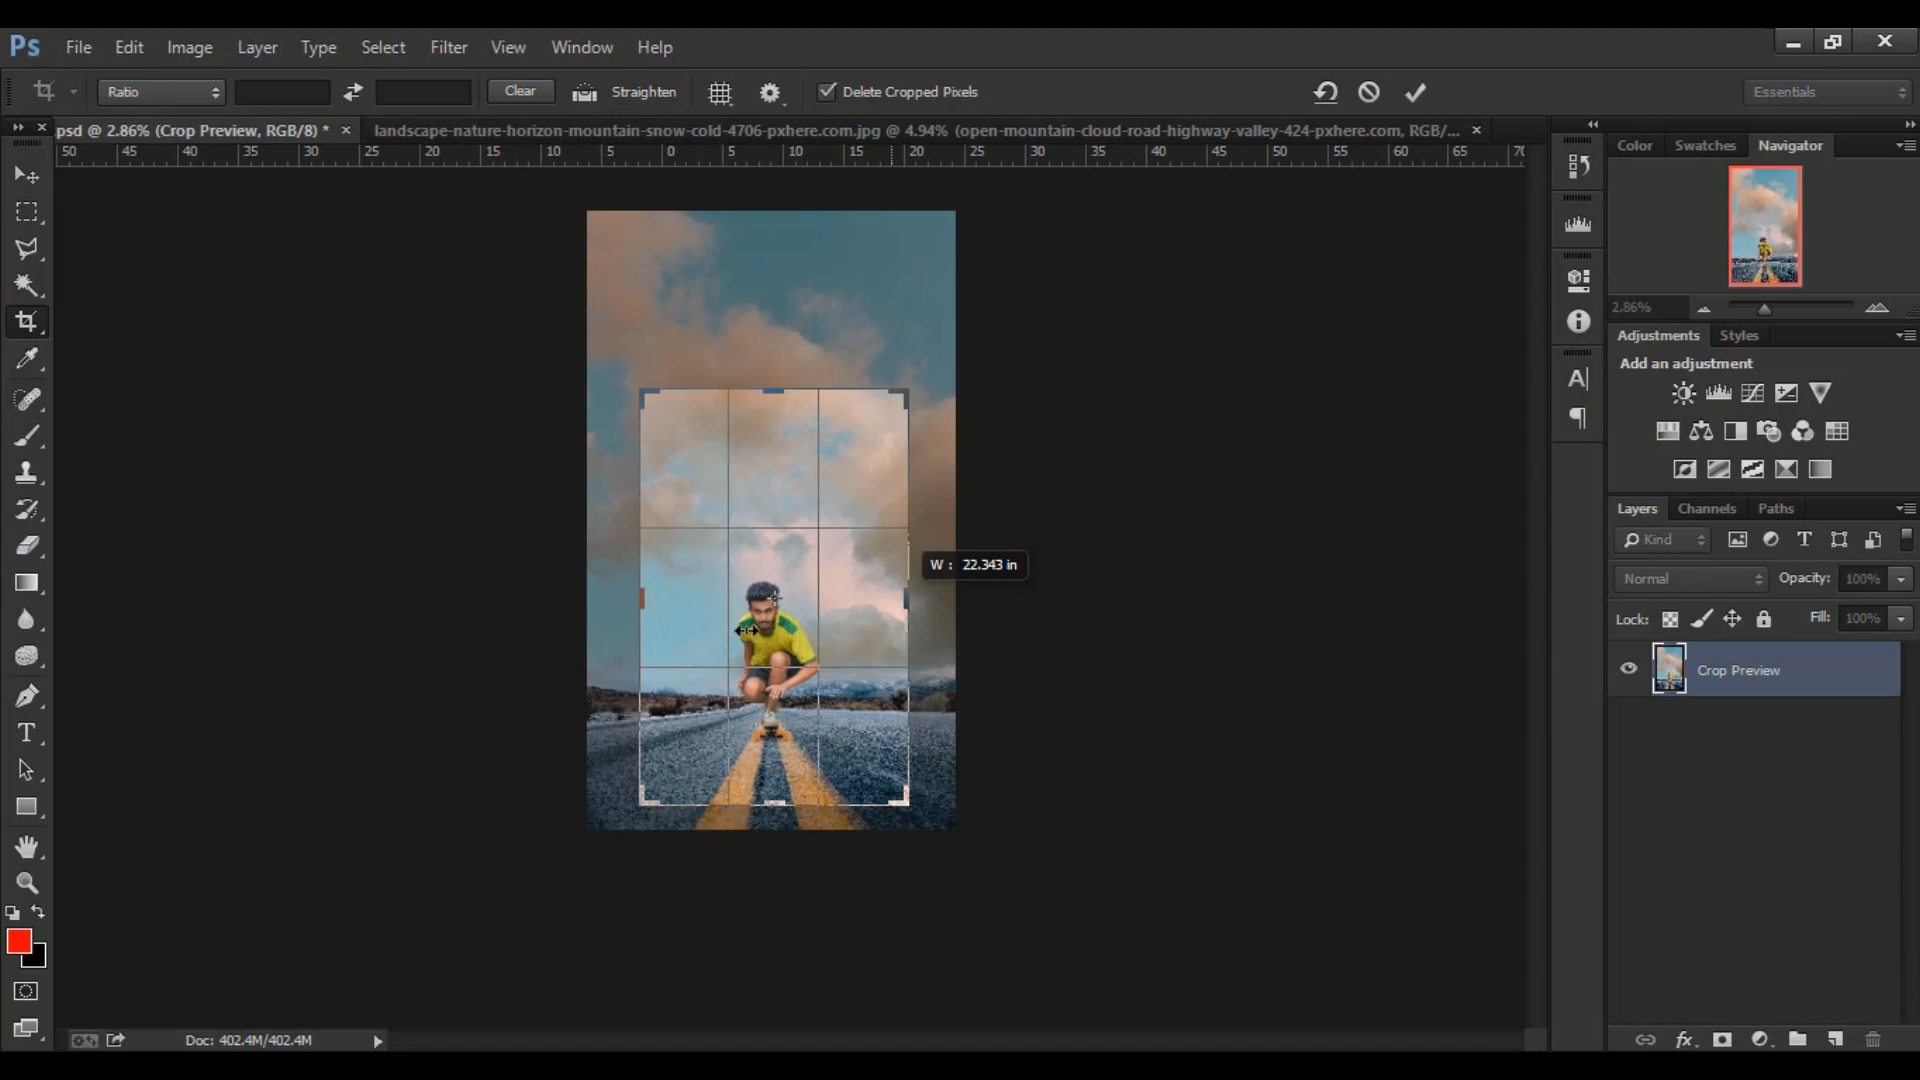 Ps File Edit Image Layer Type Select Filter View Window Help
Ratio Clear Straighten Delete Cropped Pixels Essentials
.psd @ 2.86% (Crop Preview, RGB/8) * × landscape-nature-horizon-mountain-snow-cold-4706-pxhere.com.jpg @ 4.94% (open-mountain-cloud-road-highway-valley-424-pxhere.com, RGB/... ×
50 45 40 35 30 25 20 15 10 5 0 5 10 15 20 25 30 35 40 45 50 55 60 65 70
Color Swatches Navigator
2.86%
Adjustments Styles
Add an adjustment
Layers Channels Paths
Kind
Normal Opacity: 100%
Lock: Fill: 100%
Crop Preview
W : 22.343 in
Doc: 402.4M/402.4M